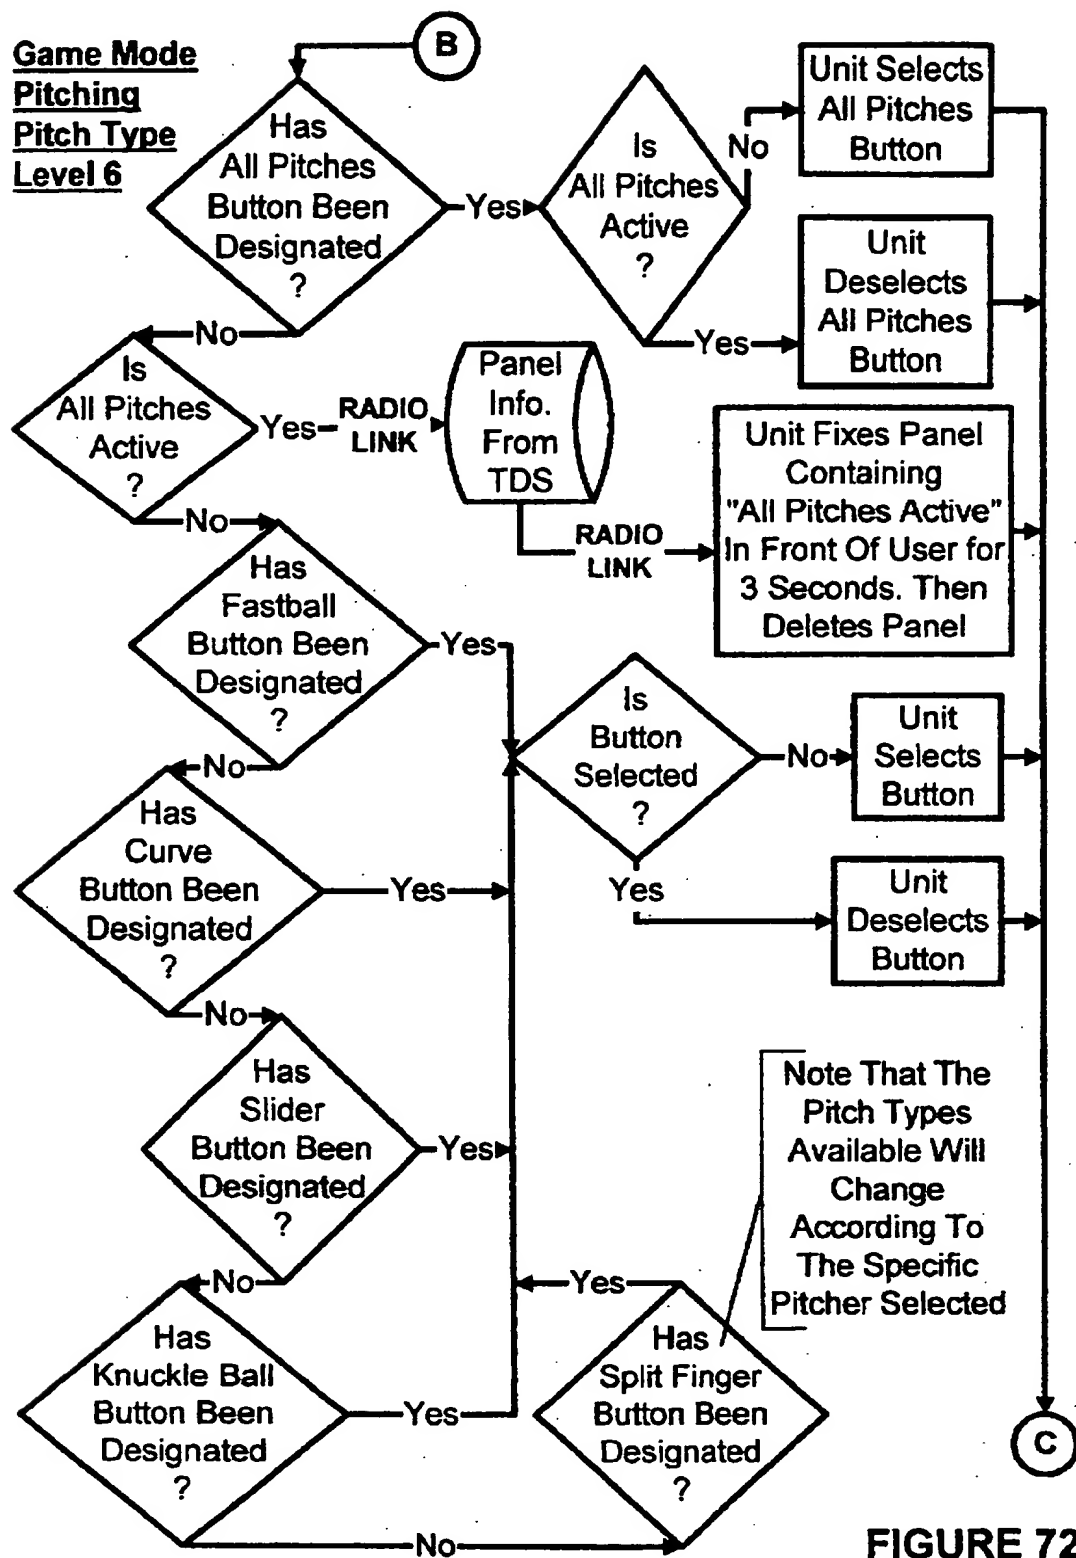 Game Mode
Pitching
Pitch Type
Level 6
B
Has
All Pitches
Button Been
Designated
?
Yes
Is
All Pitches
Active
?
No
Unit Selects
All Pitches
Button
Yes
Unit
Deselects
All Pitches
Button
No
Is
All Pitches
Active
?
Yes
RADIO
LINK
Panel
Info.
From
TDS
RADIO
LINK
Unit Fixes Panel
Containing
"All Pitches Active"
In Front Of User for
3 Seconds. Then
Deletes Panel
No
Has
Fastball
Button Been
Designated
?
Yes
Is
Button
Selected
?
No
Unit
Selects
Button
Yes
Unit
Deselects
Button
No
Has
Curve
Button Been
Designated
?
Yes
No
Has
Slider
Button Been
Designated
?
Yes
Note That The
Pitch Types
Available Will
Change
According To
The Specific
Pitcher Selected
No
Has
Knuckle Ball
Button Been
Designated
?
Yes
Yes
Has
Split Finger
Button Been
Designated
?
No
C
FIGURE 72